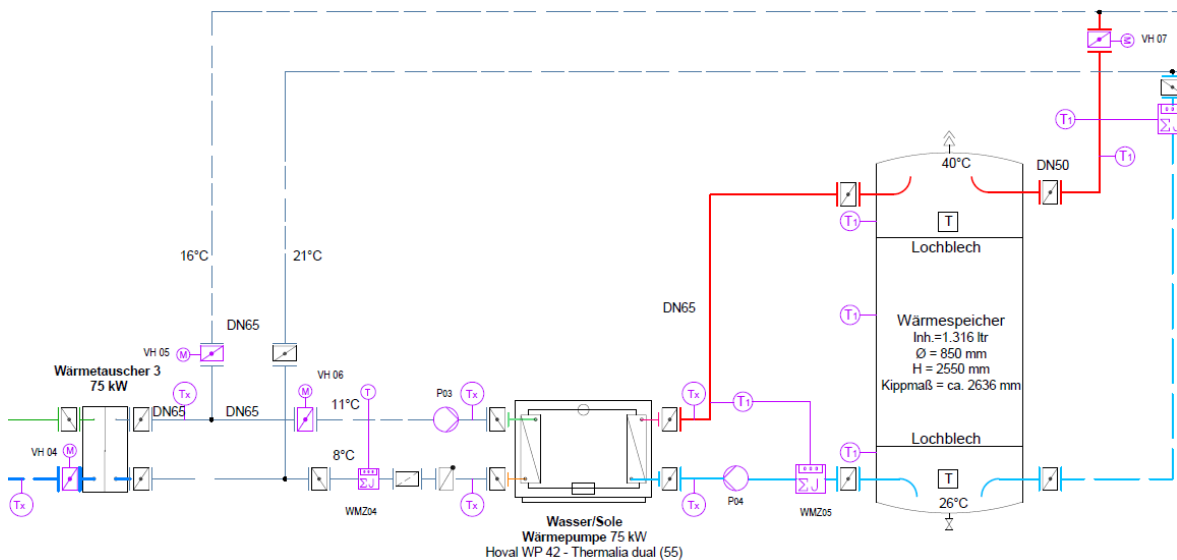 VH 07
T1
M
40°C
DN50
T1
ΣJ
T
T1
16°C
21°C
Lochblech
DN65
DN65
T1
Wärmespeicher
Inh.=1.316 ltr
Ø = 850 mm
H = 2550 mm
Kippmaß = ca. 2636 mm
VH 05
M
Wärmetauscher 3
75 kW
VH 06
M
T
P03
Tx
DN65
DN65
11°C
Tx
Tx
T1
Lochblech
VH 04
M
8°C
T1
T
26°C
Tx
ΣJ
Tx
Tx
P04
ΣJ
WMZ04
WMZ05
Wasser/Sole
Wärmepumpe 75 kW
Hoval WP 42 - Thermalia dual (55)